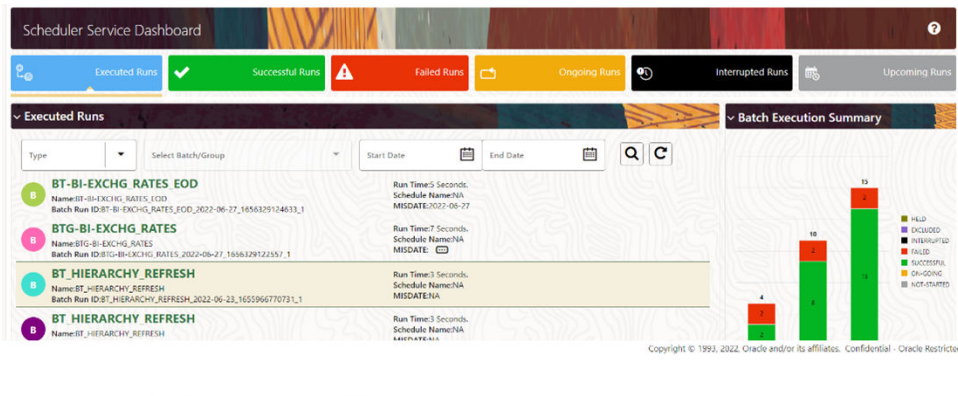 Scheduler Service Dashboard
?
Executed Runs
Successful Runs
Failed Runs
Ongoing Runs
Interrupted Runs
Upcoming Runs
Executed Runs
Type
Select Batch/Group
Start Date
End Date
B
BT-BI-EXCHG_RATES_EOD
Name:BT-BI-EXCHG_RATES_EOD
Batch Run ID:BT-BI-EXCHG_RATES_EOD_2022-06-27_1656329124633_1
Run Time:5 Seconds.
Schedule Name:NA
MISDATE:2022-06-27
B
BTG-BI-EXCHG_RATES
Name:BTG-BI-EXCHG_RATES
Batch Run ID:BTG-BI-EXCHG_RATES_2022-06-27_1656329122557_1
Run Time:7 Seconds.
Schedule Name:NA
MISDATE:
B
BT_HIERARCHY_REFRESH
Name:BT_HIERARCHY_REFRESH
Batch Run ID:BT_HIERARCHY_REFRESH_2022-06-23_1655966770731_1
Run Time:3 Seconds.
Schedule Name:NA
MISDATE:NA
B
BT_HIERARCHY_REFRESH
Name:BT_HIERARCHY_REFRESH
Run Time:3 Seconds.
Schedule Name:NA
MISDATE:NA
Batch Execution Summary
4
2
2
10
2
8
15
2
13
HELD
EXCLUDED
INTERRUPTED
FAILED
SUCCESSFUL
ON-GOING
NOT-STARTED
Copyright © 1993, 2022, Oracle and/or its affiliates. Confidential - Oracle Restricte